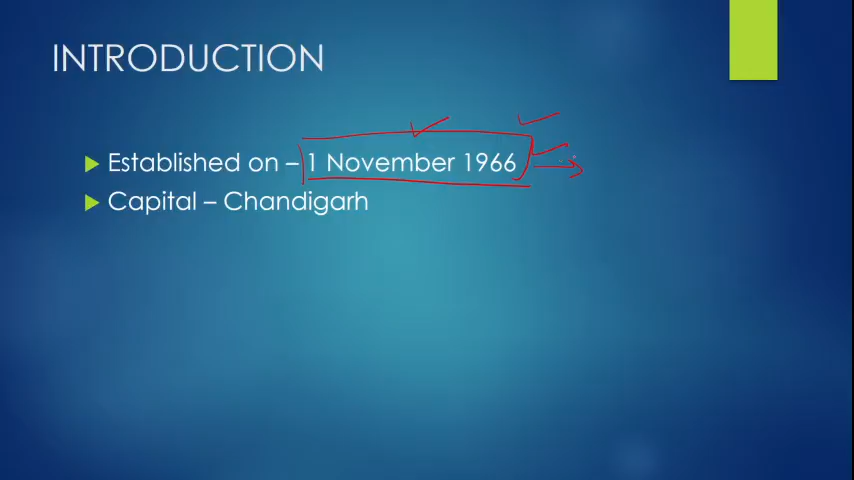 INTRODUCTION
Established on – 1 November 1966
Capital – Chandigarh